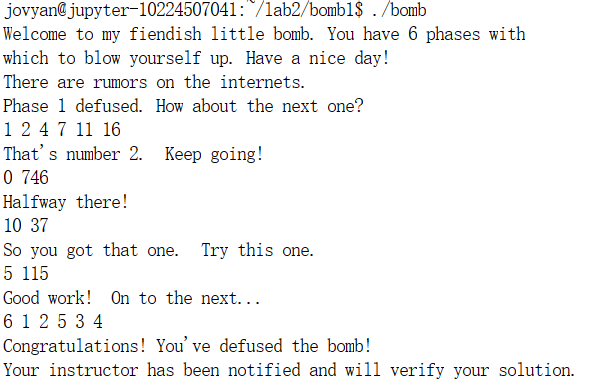 jovyan@jupyter-10224507041:~/lab2/bomb1$ ./bomb
Welcome to my fiendish little bomb. You have 6 phases with
which to blow yourself up. Have a nice day!
There are rumors on the internets.
Phase 1 defused. How about the next one?
1 2 4 7 11 16
That's number 2.  Keep going!
0 746
Halfway there!
10 37
So you got that one.  Try this one.
5 115
Good work!  On to the next...
6 1 2 5 3 4
Congratulations! You've defused the bomb!
Your instructor has been notified and will verify your solution.